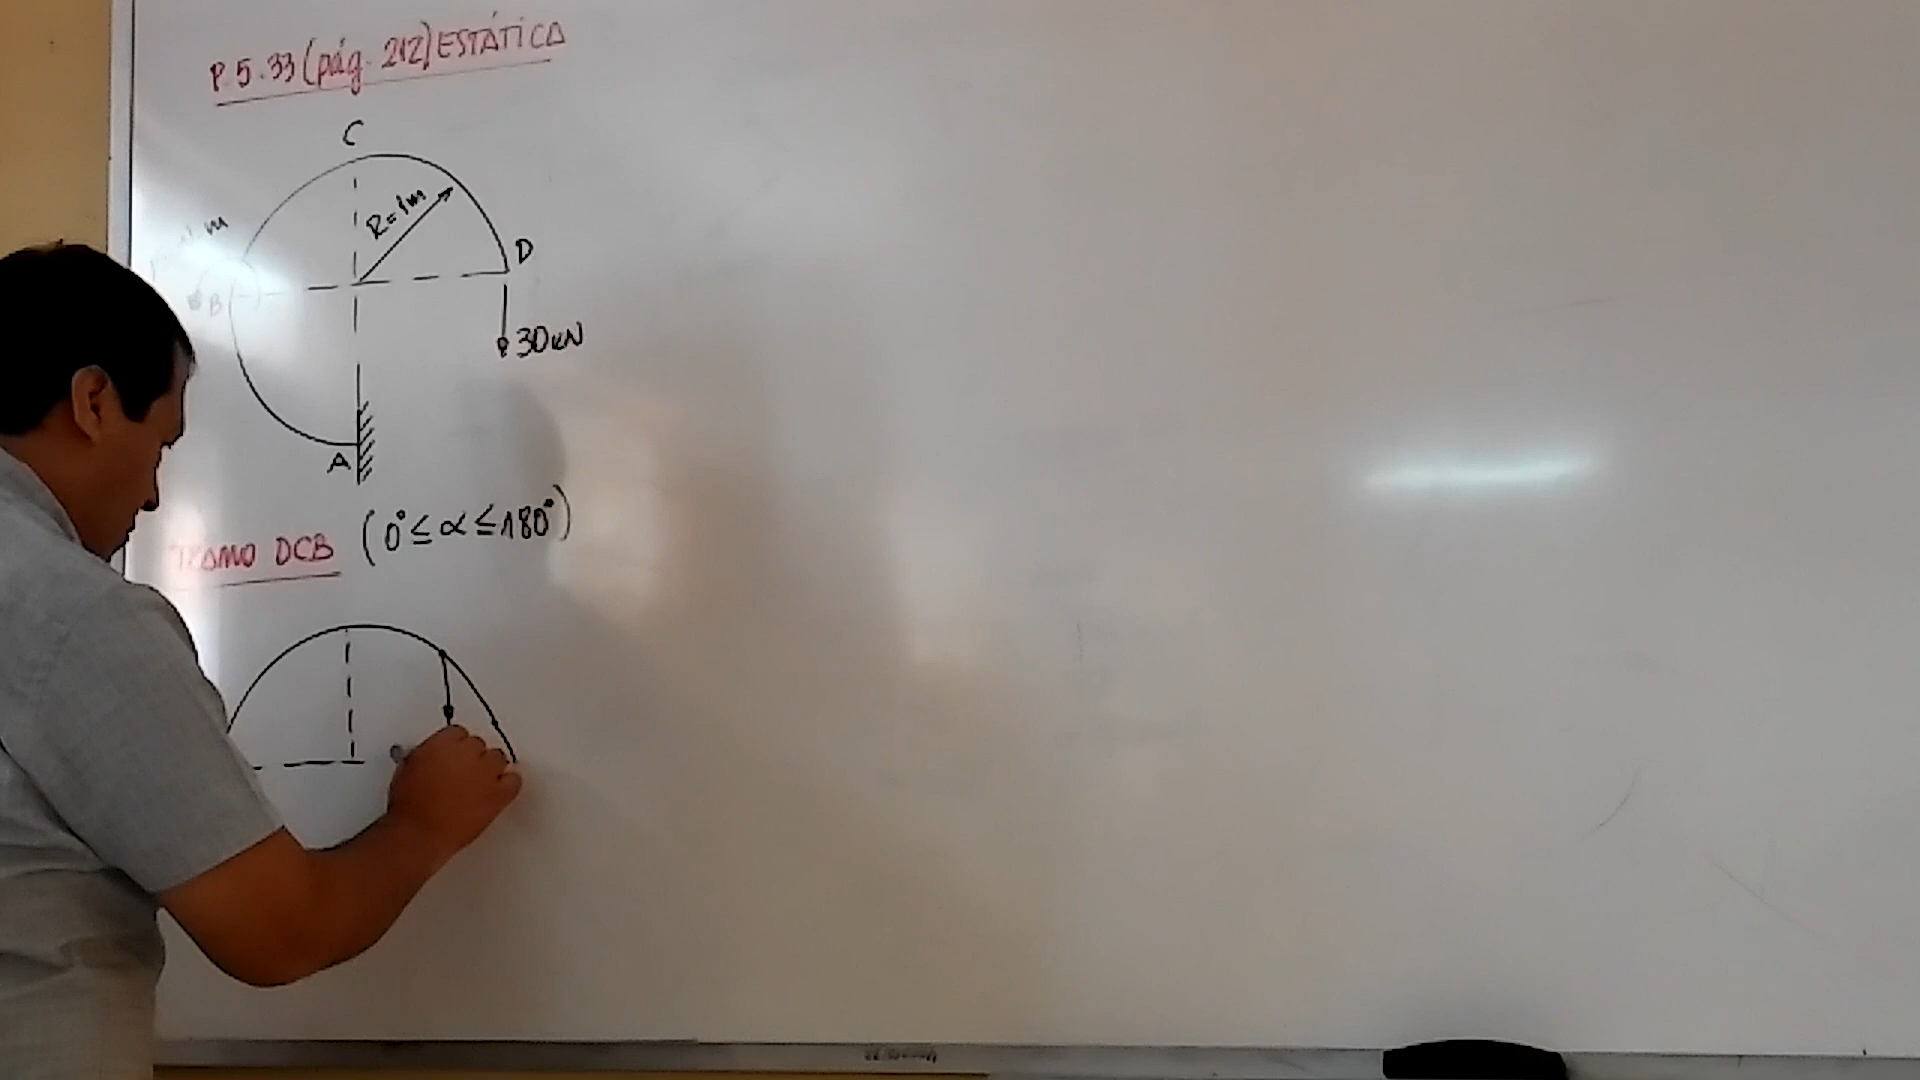 P.5.33 (pág. 212) ESTÁTICA
C
R=1m
m
D
B
30kN
A
TRAMO DCB (0°≤α≤180°)